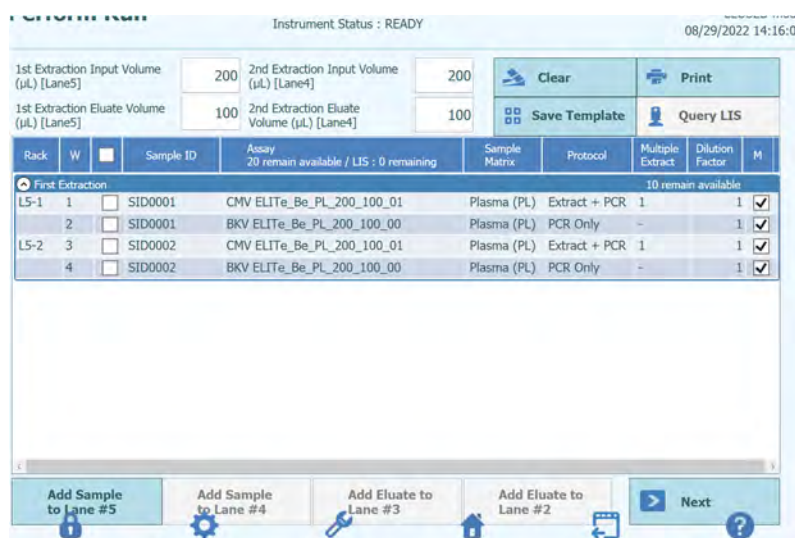 Perform Run
Instrument Status : READY
08/29/2022 14:16:0
1st Extraction Input Volume
(µL) [Lane5]
200
2nd Extraction Input Volume
(µL) [Lane4]
200
Clear
Print
1st Extraction Eluate Volume
(µL) [Lane5]
100
2nd Extraction Eluate
Volume (µL) [Lane4]
100
Save Template
Query LIS
Rack W Sample ID Assay Sample Matrix Protocol Multiple Extract Dilution Factor M
20 remain available / LIS : 0 remaining
First Extraction 10 remain available
L5-1 1 SID0001 CMV ELITe_Be_PL_200_100_01 Plasma (PL) Extract + PCR 1 1
2 SID0001 BKV ELITe_Be_PL_200_100_00 Plasma (PL) PCR Only - 1
L5-2 3 SID0002 CMV ELITe_Be_PL_200_100_01 Plasma (PL) Extract + PCR 1 1
4 SID0002 BKV ELITe_Be_PL_200_100_00 Plasma (PL) PCR Only - 1
Add Sample
to Lane #5
Add Sample
to Lane #4
Add Eluate to
Lane #3
Add Eluate to
Lane #2
Next